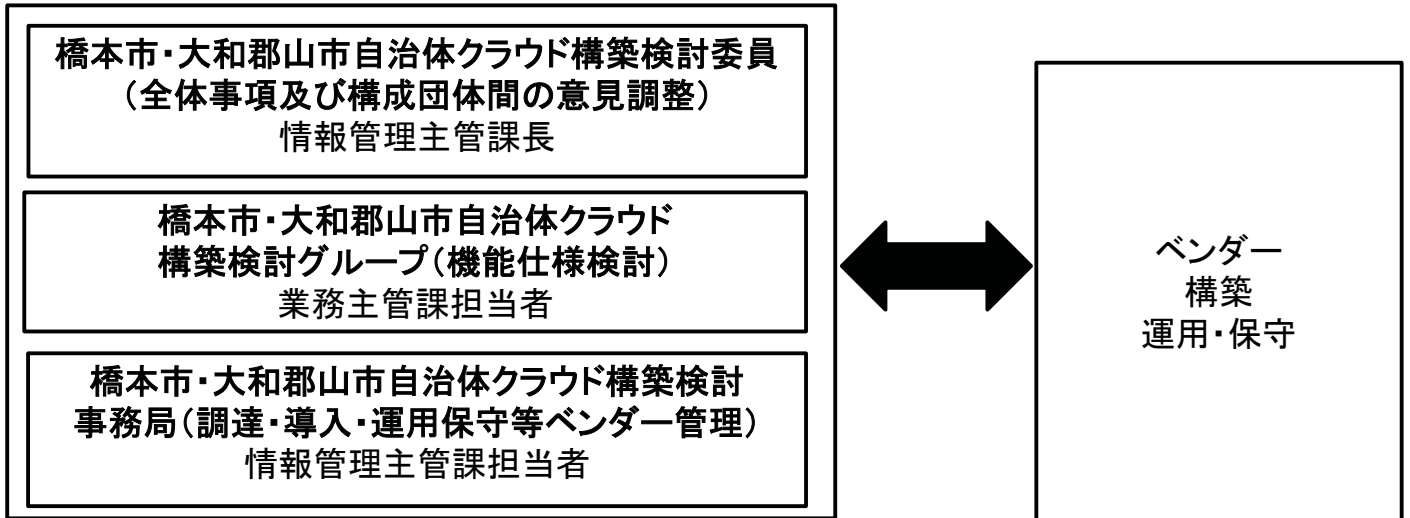 橋本市・大和郡山市自治体クラウド構築検討委員
（全体事項及び構成団体間の意見調整）
情報管理主管課長
橋本市・大和郡山市自治体クラウド
構築検討グループ（機能仕様検討）
業務主管課担当者
橋本市・大和郡山市自治体クラウド構築検討
事務局（調達・導入・運用保守等ベンダー管理）
情報管理主管課担当者
ベンダー
構築
運用・保守